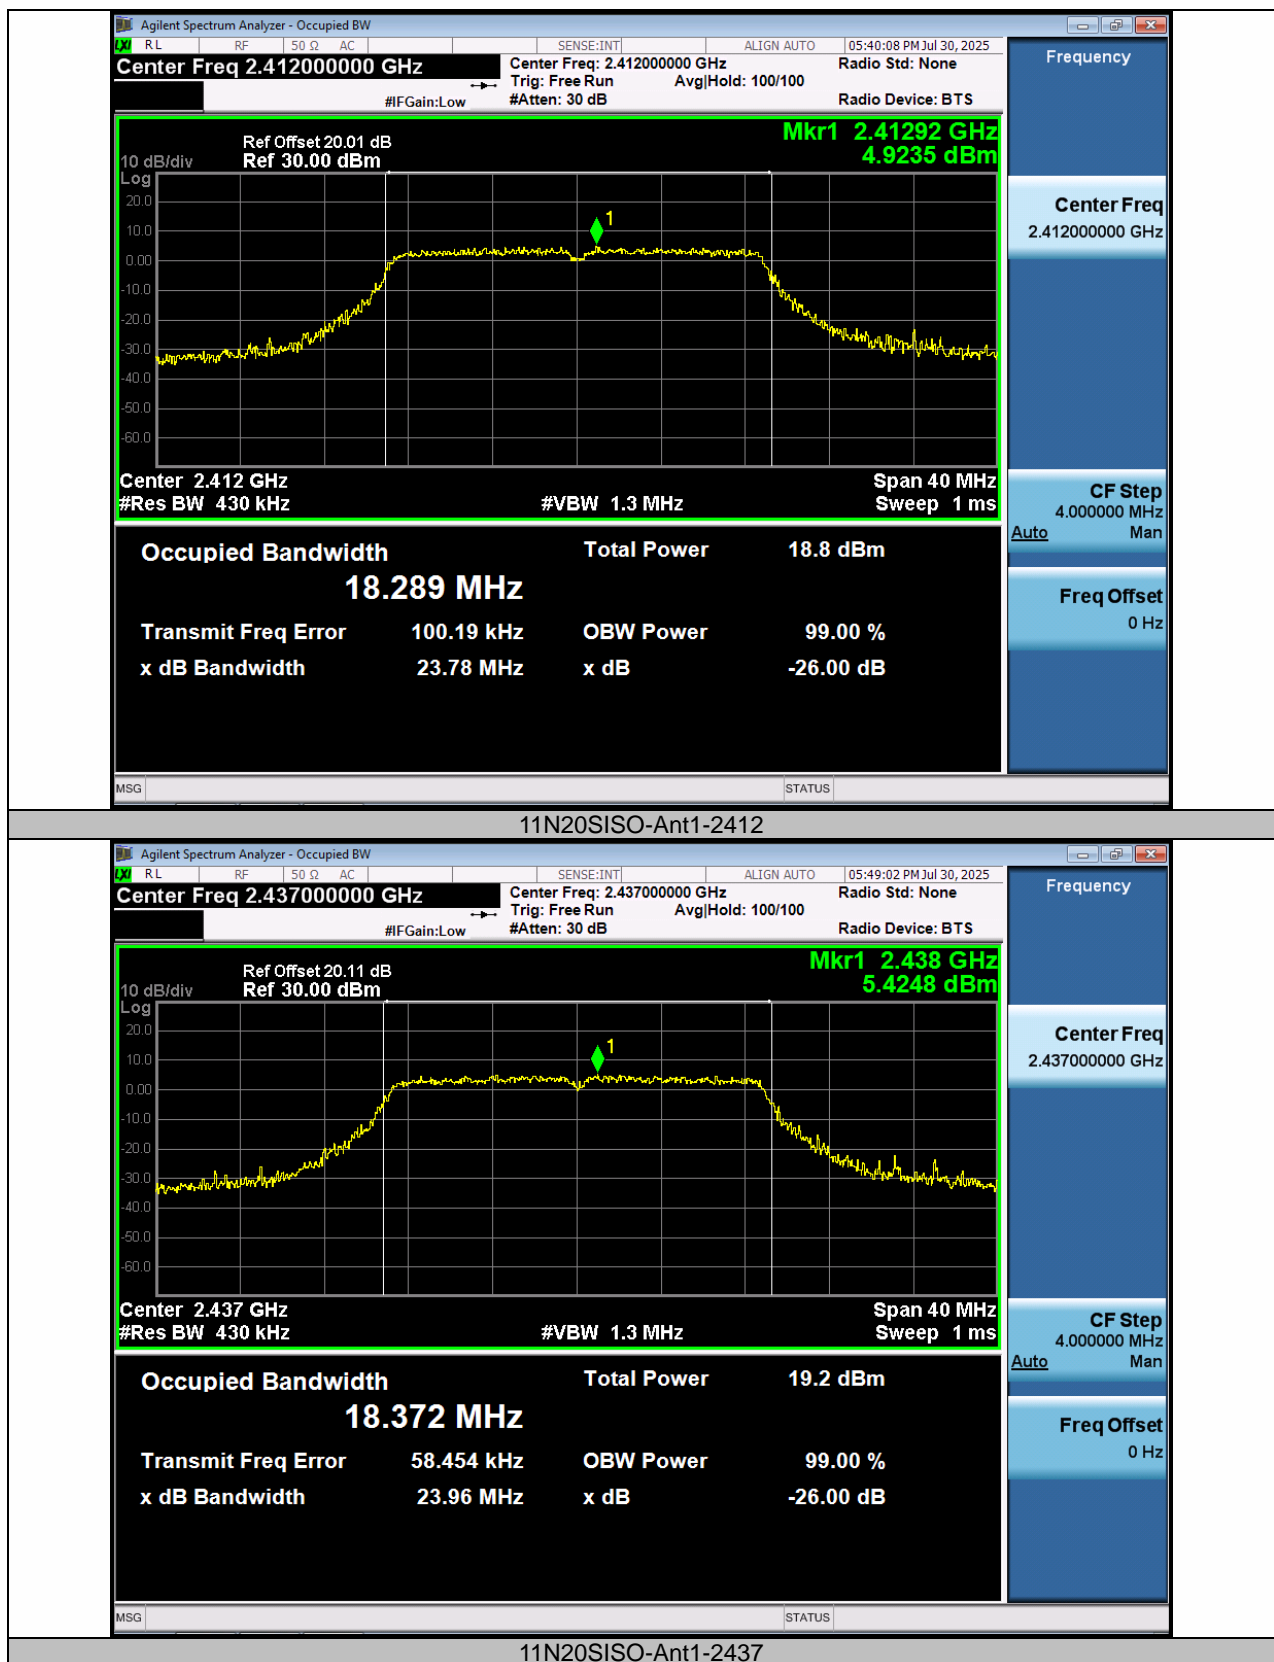 Agilent Spectrum Analyzer - Occupied BW
LXI RL RF 50 Ω AC SENSE:INT ALIGN AUTO 05:40:08 PM Jul 30, 2025
Center Freq 2.412000000 GHz
Center Freq: 2.412000000 GHz Radio Std: None
Trig: Free Run Avg|Hold: 100/100
#IFGain:Low #Atten: 30 dB Radio Device: BTS
Frequency
Mkr1 2.41292 GHz
4.9235 dBm
Ref Offset 20.01 dB
10 dB/div Ref 30.00 dBm
Log
20.0
10.0
0.00
-10.0
-20.0
-30.0
-40.0
-50.0
-60.0
1
Center Freq
2.412000000 GHz
Center 2.412 GHz Span 40 MHz
#Res BW 430 kHz #VBW 1.3 MHz Sweep 1 ms
CF Step
4.000000 MHz
Auto Man
Occupied Bandwidth Total Power 18.8 dBm
18.289 MHz
Transmit Freq Error 100.19 kHz OBW Power 99.00 %
x dB Bandwidth 23.78 MHz x dB -26.00 dB
Freq Offset
0 Hz
MSG STATUS
11N20SISO-Ant1-2412
Agilent Spectrum Analyzer - Occupied BW
LXI RL RF 50 Ω AC SENSE:INT ALIGN AUTO 05:49:02 PM Jul 30, 2025
Center Freq 2.437000000 GHz
Center Freq: 2.437000000 GHz Radio Std: None
Trig: Free Run Avg|Hold: 100/100
#IFGain:Low #Atten: 30 dB Radio Device: BTS
Frequency
Mkr1 2.438 GHz
5.4248 dBm
Ref Offset 20.11 dB
10 dB/div Ref 30.00 dBm
Log
20.0
10.0
0.00
-10.0
-20.0
-30.0
-40.0
-50.0
-60.0
1
Center Freq
2.437000000 GHz
Center 2.437 GHz Span 40 MHz
#Res BW 430 kHz #VBW 1.3 MHz Sweep 1 ms
CF Step
4.000000 MHz
Auto Man
Occupied Bandwidth Total Power 19.2 dBm
18.372 MHz
Transmit Freq Error 58.454 kHz OBW Power 99.00 %
x dB Bandwidth 23.96 MHz x dB -26.00 dB
Freq Offset
0 Hz
MSG STATUS
11N20SISO-Ant1-2437